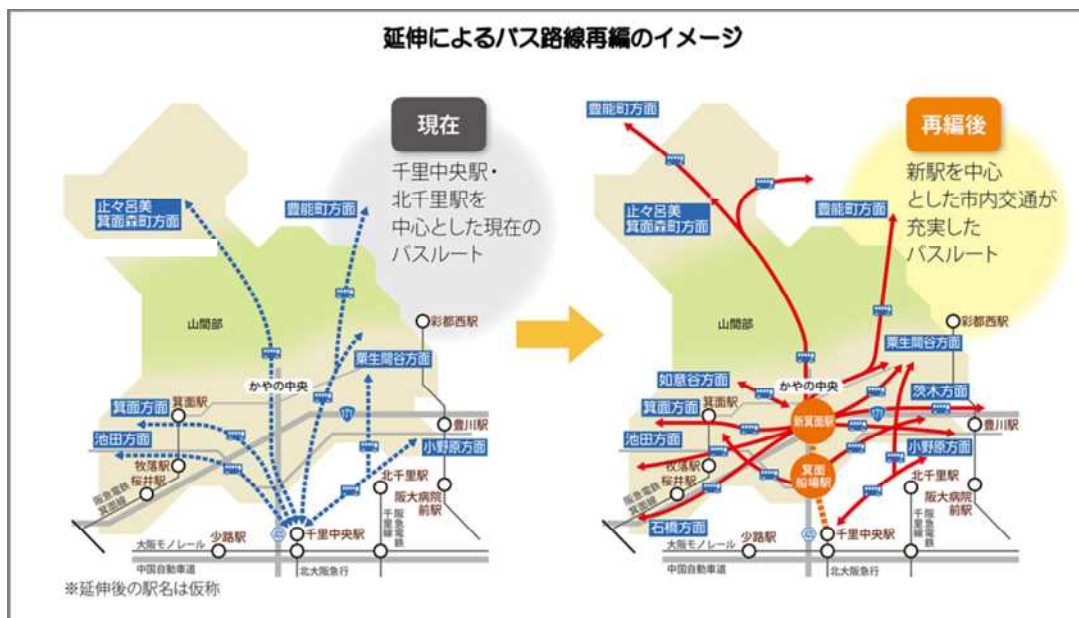 延伸によるバス路線再編のイメージ
現在
千里中央駅・
北千里駅を
中心とした現在の
バスルート
止々呂美
箕面森町方面
豊能町方面
山間部
彩都西駅
粟生間谷方面
かやの中央
箕面方面
箕面駅
171
豊川駅
池田方面
小野原方面
牧落駅
桜井駅
北千里駅
阪急電鉄
箕面線
阪大病院
前駅
423
千里中央駅
少路駅
千里線
阪急電鉄
大阪モノレール
中国自動車道
北大阪急行
※延伸後の駅名は仮称
再編後
新駅を中心
とした市内交通が
充実した
バスルート
豊能町方面
止々呂美
箕面森町方面
豊能町方面
山間部
彩都西駅
粟生間谷方面
如意谷方面
かやの中央
茨木方面
箕面方面
箕面駅
新箕面駅
171
豊川駅
池田方面
小野原方面
牧落駅
桜井駅
箕面
船場駅
北千里駅
阪急電鉄
箕面線
阪大病院
前駅
石橋方面
423
千里中央駅
少路駅
千里線
阪急電鉄
大阪モノレール
中国自動車道
北大阪急行